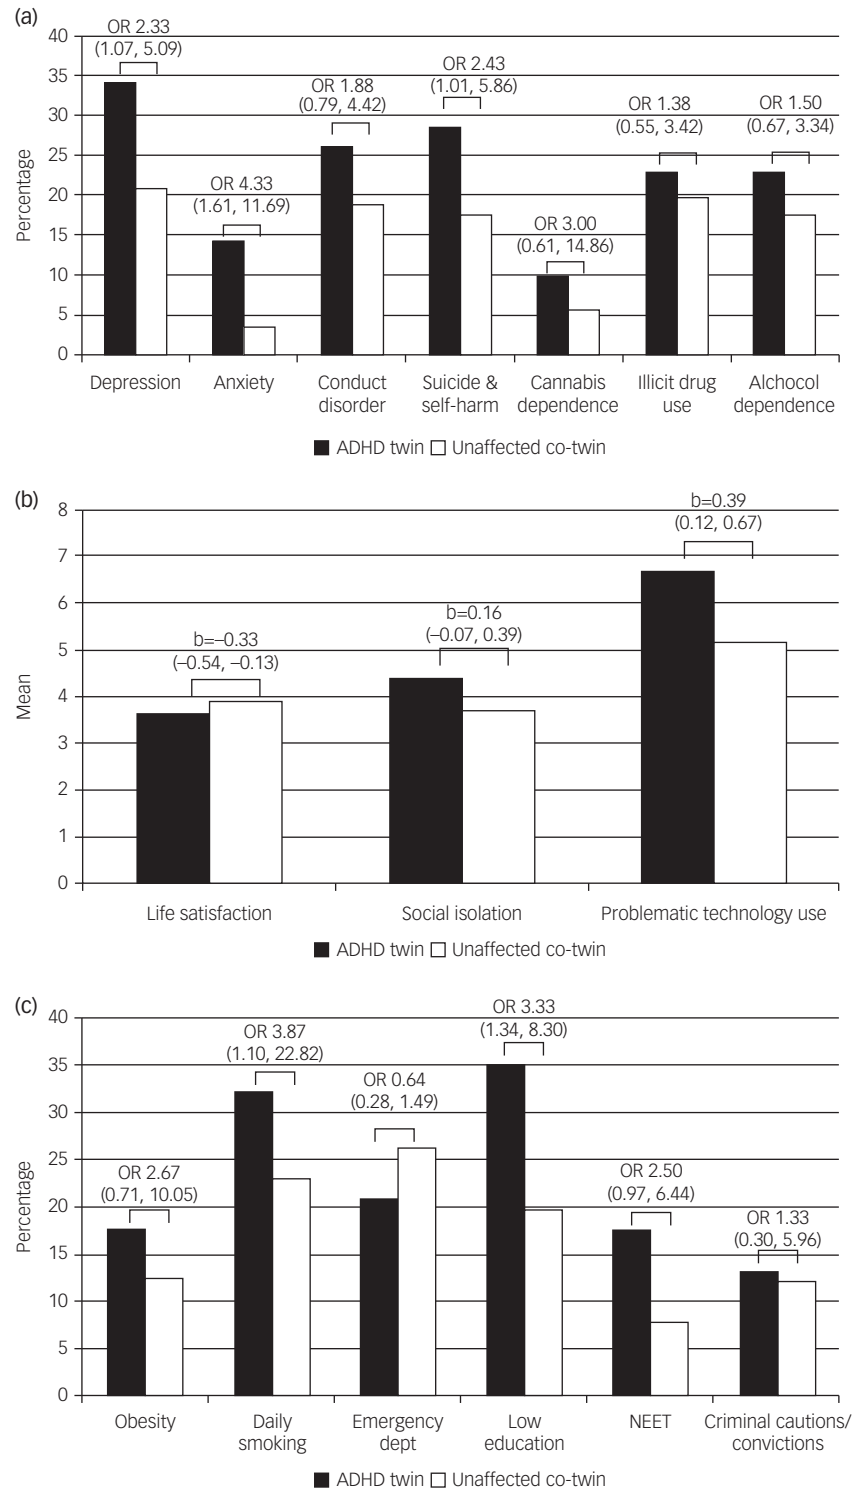 (a)
40
35
30
25
20
15
10
5
0
Percentage
OR 2.33
(1.07, 5.09)
OR 4.33
(1.61, 11.69)
OR 1.88
(0.79, 4.42)
OR 2.43
(1.01, 5.86)
OR 3.00
(0.61, 14.86)
OR 1.38
(0.55, 3.42)
OR 1.50
(0.67, 3.34)
Depression
Anxiety
Conduct
disorder
Suicide &
self-harm
Cannabis
dependence
Illicit drug
use
Alchocol
dependence
ADHD twin
Unaffected co-twin
(b)
8
7
6
5
4
3
2
1
0
Mean
b=–0.33
(–0.54, –0.13)
b=0.16
(–0.07, 0.39)
b=0.39
(0.12, 0.67)
Life satisfaction
Social isolation
Problematic technology use
ADHD twin
Unaffected co-twin
(c)
40
35
30
25
20
15
10
5
0
Percentage
OR 2.67
(0.71, 10.05)
OR 3.87
(1.10, 22.82)
OR 0.64
(0.28, 1.49)
OR 3.33
(1.34, 8.30)
OR 2.50
(0.97, 6.44)
OR 1.33
(0.30, 5.96)
Obesity
Daily
smoking
Emergency
dept
Low
education
NEET
Criminal cautions/
convictions
ADHD twin
Unaffected co-twin